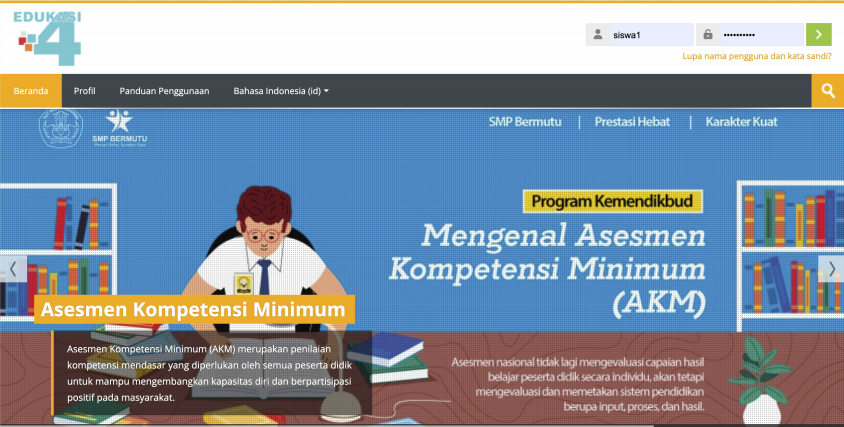 EDUKASI
4
siswa1
••••••••••
Lupa nama pengguna dan kata sandi?
Beranda
Profil
Panduan Penggunaan
Bahasa Indonesia (id)
SMP BERMUTU
SMP Bermutu | Prestasi Hebat | Karakter Kuat
Program Kemendikbud
Mengenal Asesmen
Kompetensi Minimum
(AKM)
Asesmen Kompetensi Minimum
Asesmen Kompetensi Minimum (AKM) merupakan penilaian
kompetensi mendasar yang diperlukan oleh semua peserta didik
untuk mampu mengembangkan kapasitas diri dan berpartisipasi
positif pada masyarakat.
Asesmen nasional tidak lagi mengevaluasi capaian hasil
belajar peserta didik secara individu, akan tetapi
mengevaluasi dan memetakan sistem pendidikan
berupa input, proses, dan hasil.